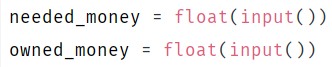 needed_money = float(input())
owned_money = float(input())